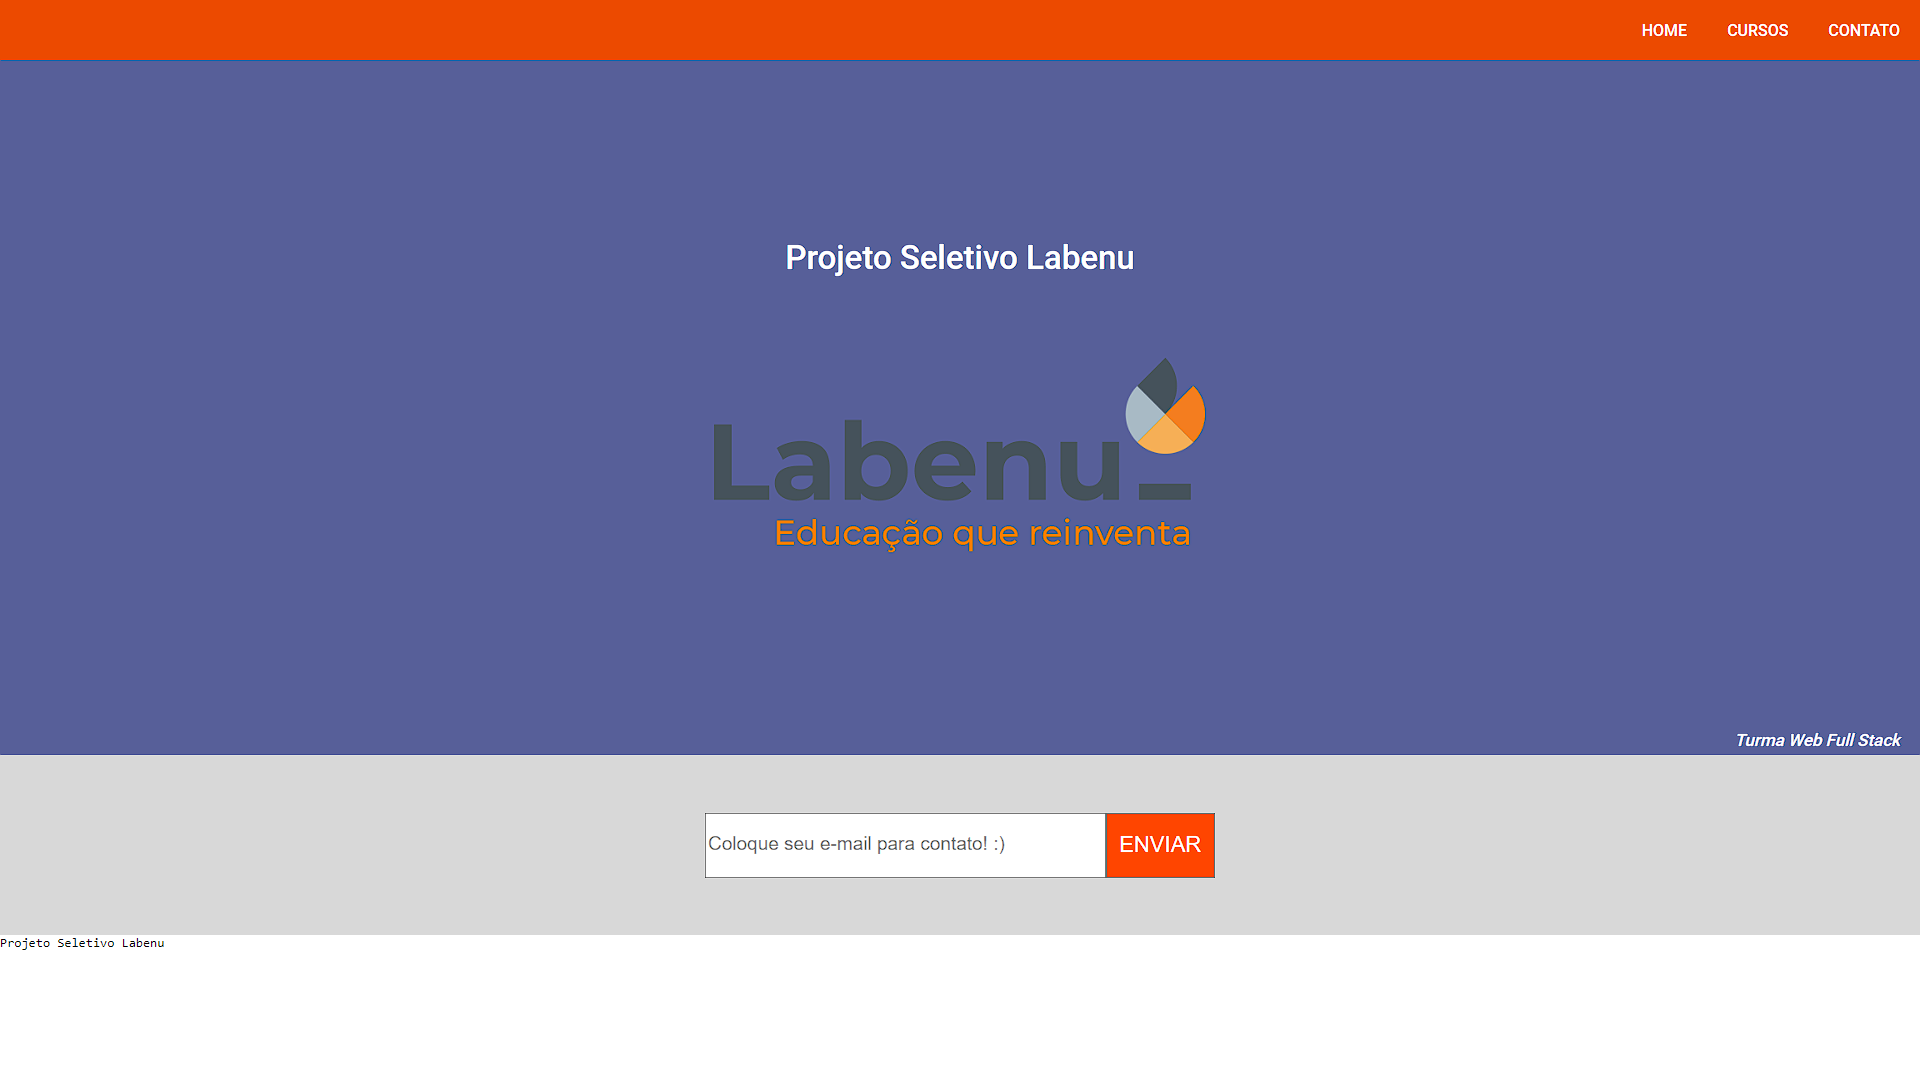 HOME CURSOS CONTATO
Projeto Seletivo Labenu
Labenu_
Educação que reinventa
Turma Web Full Stack
Coloque seu e-mail para contato! :) ENVIAR
Projeto Seletivo Labenu